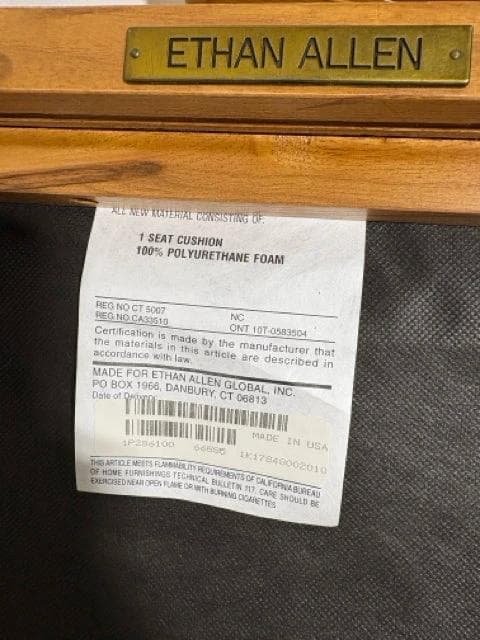 ETHAN ALLEN
ALL NEW MATERIAL CONSISTING OF:
1 SEAT CUSHION
100% POLYURETHANE FOAM
REG NO CT 5007
NC
REG NO CA33510
ONT 10T-0583504
Certification is made by the manufacturer that
the materials in this article are described in
accordance with law.
MADE FOR ETHAN ALLEN GLOBAL, INC.
PO BOX 1966, DANBURY, CT 06813
Date of Delivery
MADE IN USA
1P286100
66585
1K17848002010
THIS ARTICLE MEETS FLAMMABILITY REQUIREMENTS OF CALIFORNIA BUREAU
OF HOME FURNISHINGS TECHNICAL BULLETIN 117. CARE SHOULD BE
EXERCISED NEAR OPEN FLAME OR WITH BURNING CIGARETTES